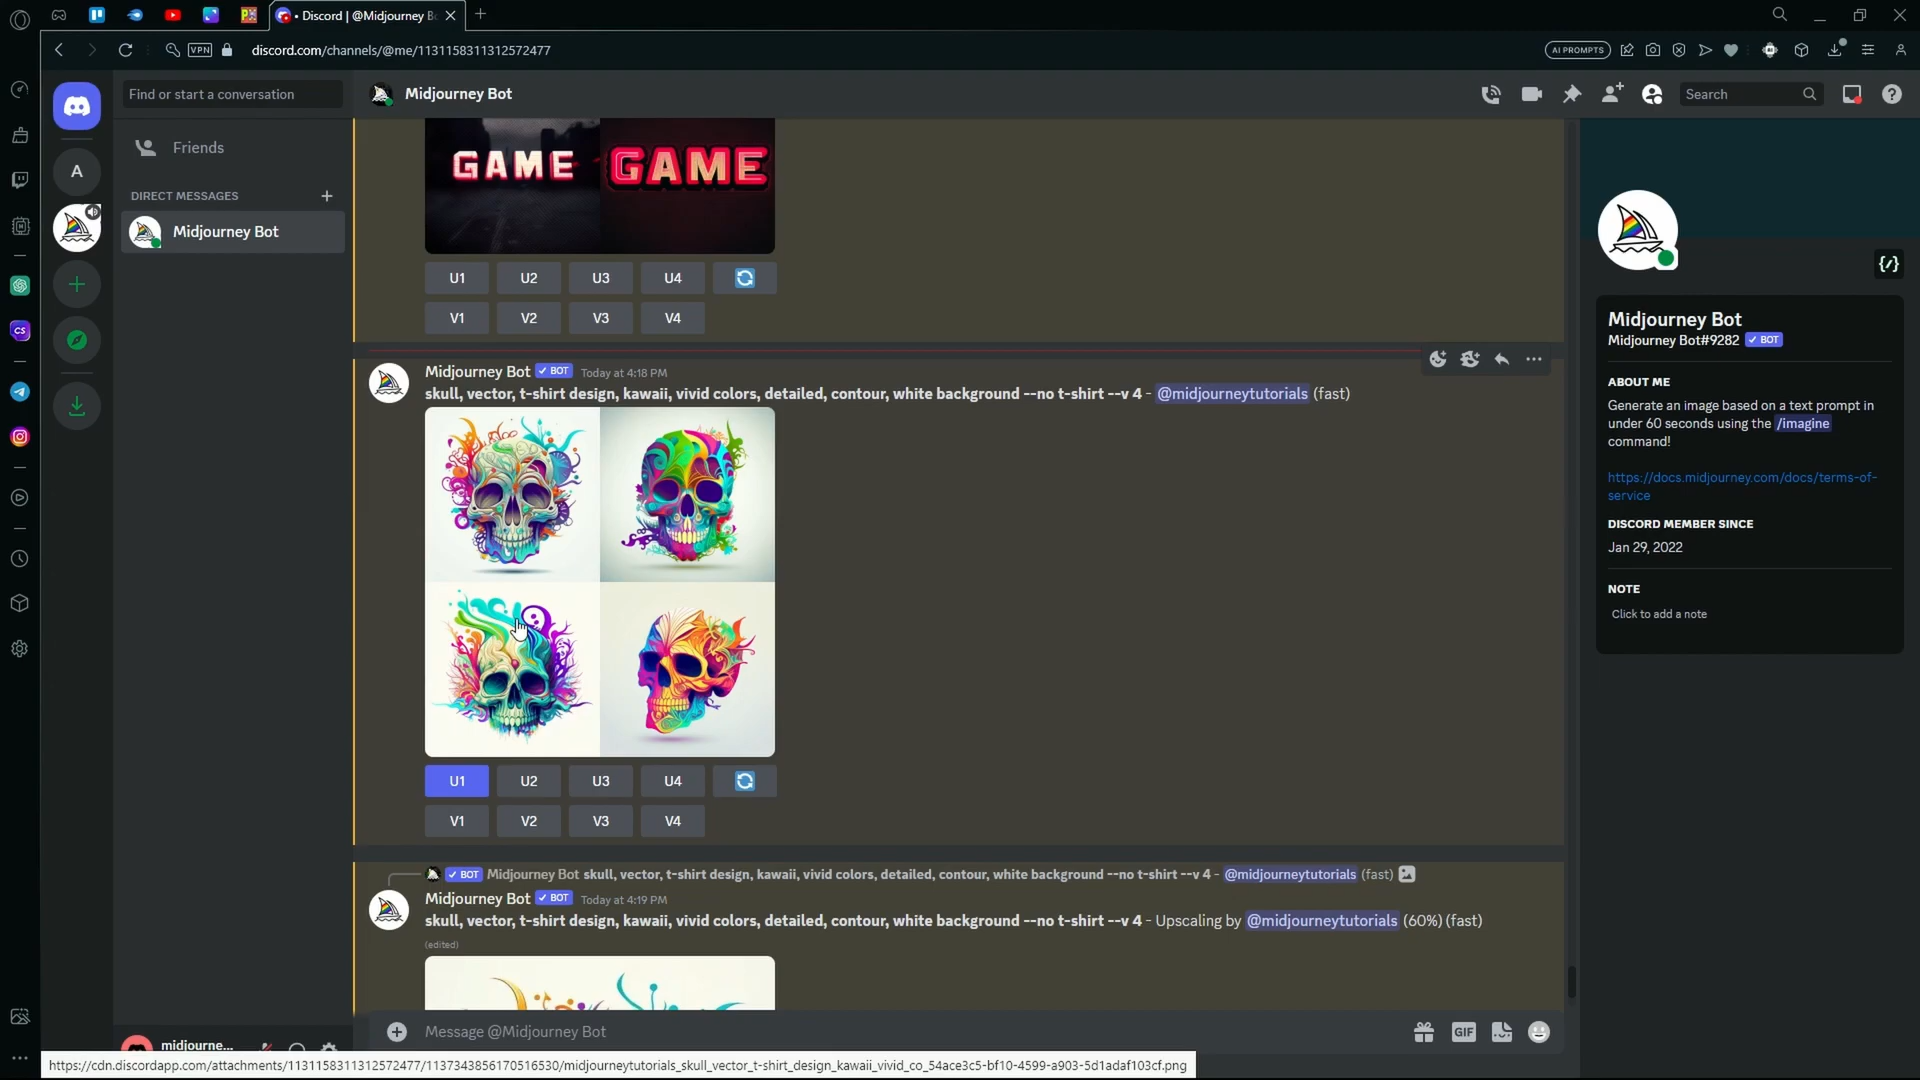 Discord | @Midjourney B
VPN
discord.com/channels/@me/1131158311312572477
AI PROMPTS
Find or start a conversation
Midjourney Bot
Search
Friends
A
DIRECT MESSAGES
Midjourney Bot
CS
GAME
GAME
U1 U2 U3 U4
V1 V2 V3 V4
Midjourney Bot BOT Today at 4:18 PM
skull, vector, t-shirt design, kawaii, vivid colors, detailed, contour, white background --no t-shirt --v 4 - @midjourneytutorials (fast)
U1 U2 U3 U4
V1 V2 V3 V4
BOT Midjourney Bot skull, vector, t-shirt design, kawaii, vivid colors, detailed, contour, white background --no t-shirt --v 4 - @midjourneytutorials (fast)
Midjourney Bot BOT Today at 4:19 PM
skull, vector, t-shirt design, kawaii, vivid colors, detailed, contour, white background --no t-shirt --v 4 - Upscaling by @midjourneytutorials (60%) (fast)
(edited)
Message @Midjourney Bot
GIF
midjourne...
https://cdn.discordapp.com/attachments/1131158311312572477/1137343856170516530/midjourneytutorials_skull_vector_t-shirt_design_kawaii_vivid_co_54ace3c5-bf10-4599-a903-5d1adaf103cf.png
{/}
Midjourney Bot
Midjourney Bot#9282 BOT
ABOUT ME
Generate an image based on a text prompt in
under 60 seconds using the /imagine
command!
https://docs.midjourney.com/docs/terms-of-
service
DISCORD MEMBER SINCE
Jan 29, 2022
NOTE
Click to add a note